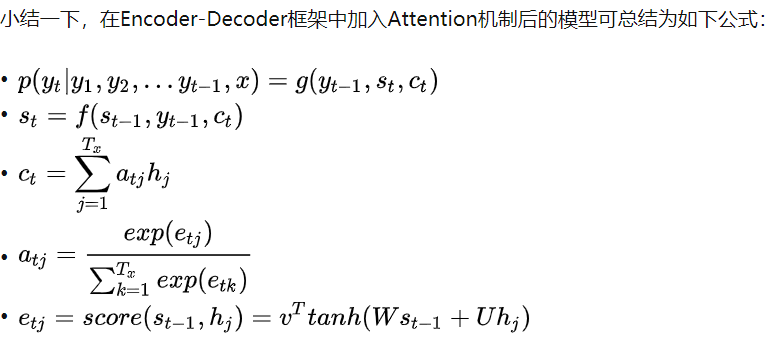 小结一下，在Encoder-Decoder框架中加入Attention机制后的模型可总结为如下公式：
• p(y_t|y_1, y_2, … y_{t−1}, x) = g(y_{t−1}, s_t, c_t)
• s_t = f(s_{t−1}, y_{t−1}, c_t)
• c_t = \sum_{j=1}^{T_x} a_{tj} h_j
• a_{tj} = \frac{exp(e_{tj})}{\sum_{k=1}^{T_x} exp(e_{tk})}
• e_{tj} = score(s_{t−1}, h_j) = v^T tanh(W s_{t−1} + U h_j)